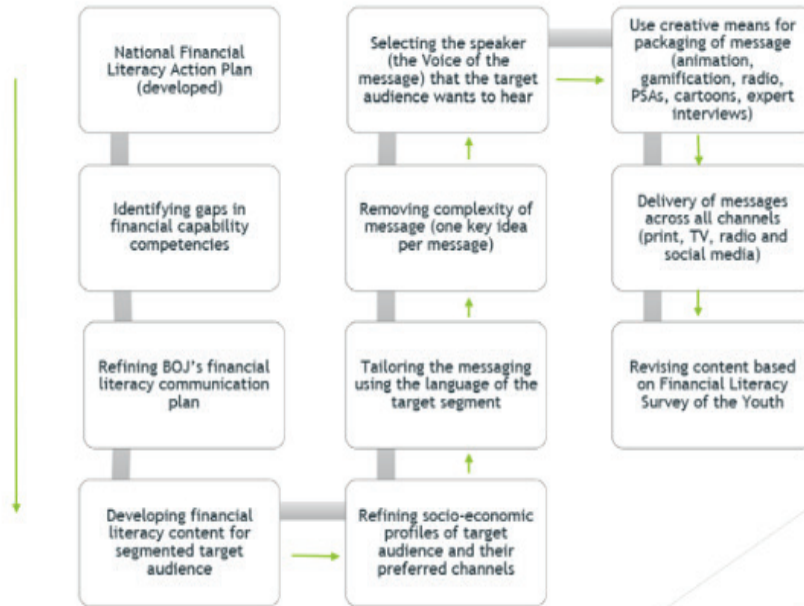 National Financial
Literacy Action Plan
(developed)
Identifying gaps in
financial capability
competencies
Refining BOJ's financial
literacy communication
plan
Developing financial
literacy content for
segmented target
audience
Refining socio-economic
profiles of target
audience and their
preferred channels
Tailoring the messaging
using the language of the
target segment
Removing complexity of
message (one key idea
per message)
Selecting the speaker
(the Voice of the
message) that the target
audience wants to hear
Use creative means for
packaging of message
(animation,
gamification, radio,
PSAs, cartoons, expert
interviews)
Delivery of messages
across all channels
(print, TV, radio and
social media)
Revising content based
on Financial Literacy
Survey of the Youth